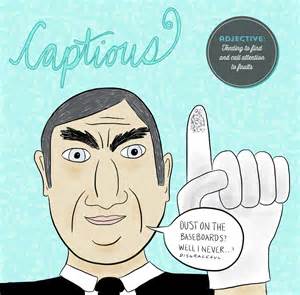 Captious
ADJECTIVE:
Tending to find
and call attention
to faults
DUST ON THE
BASEBOARDS?
WELL I NEVER...!
DISGRACEFUL